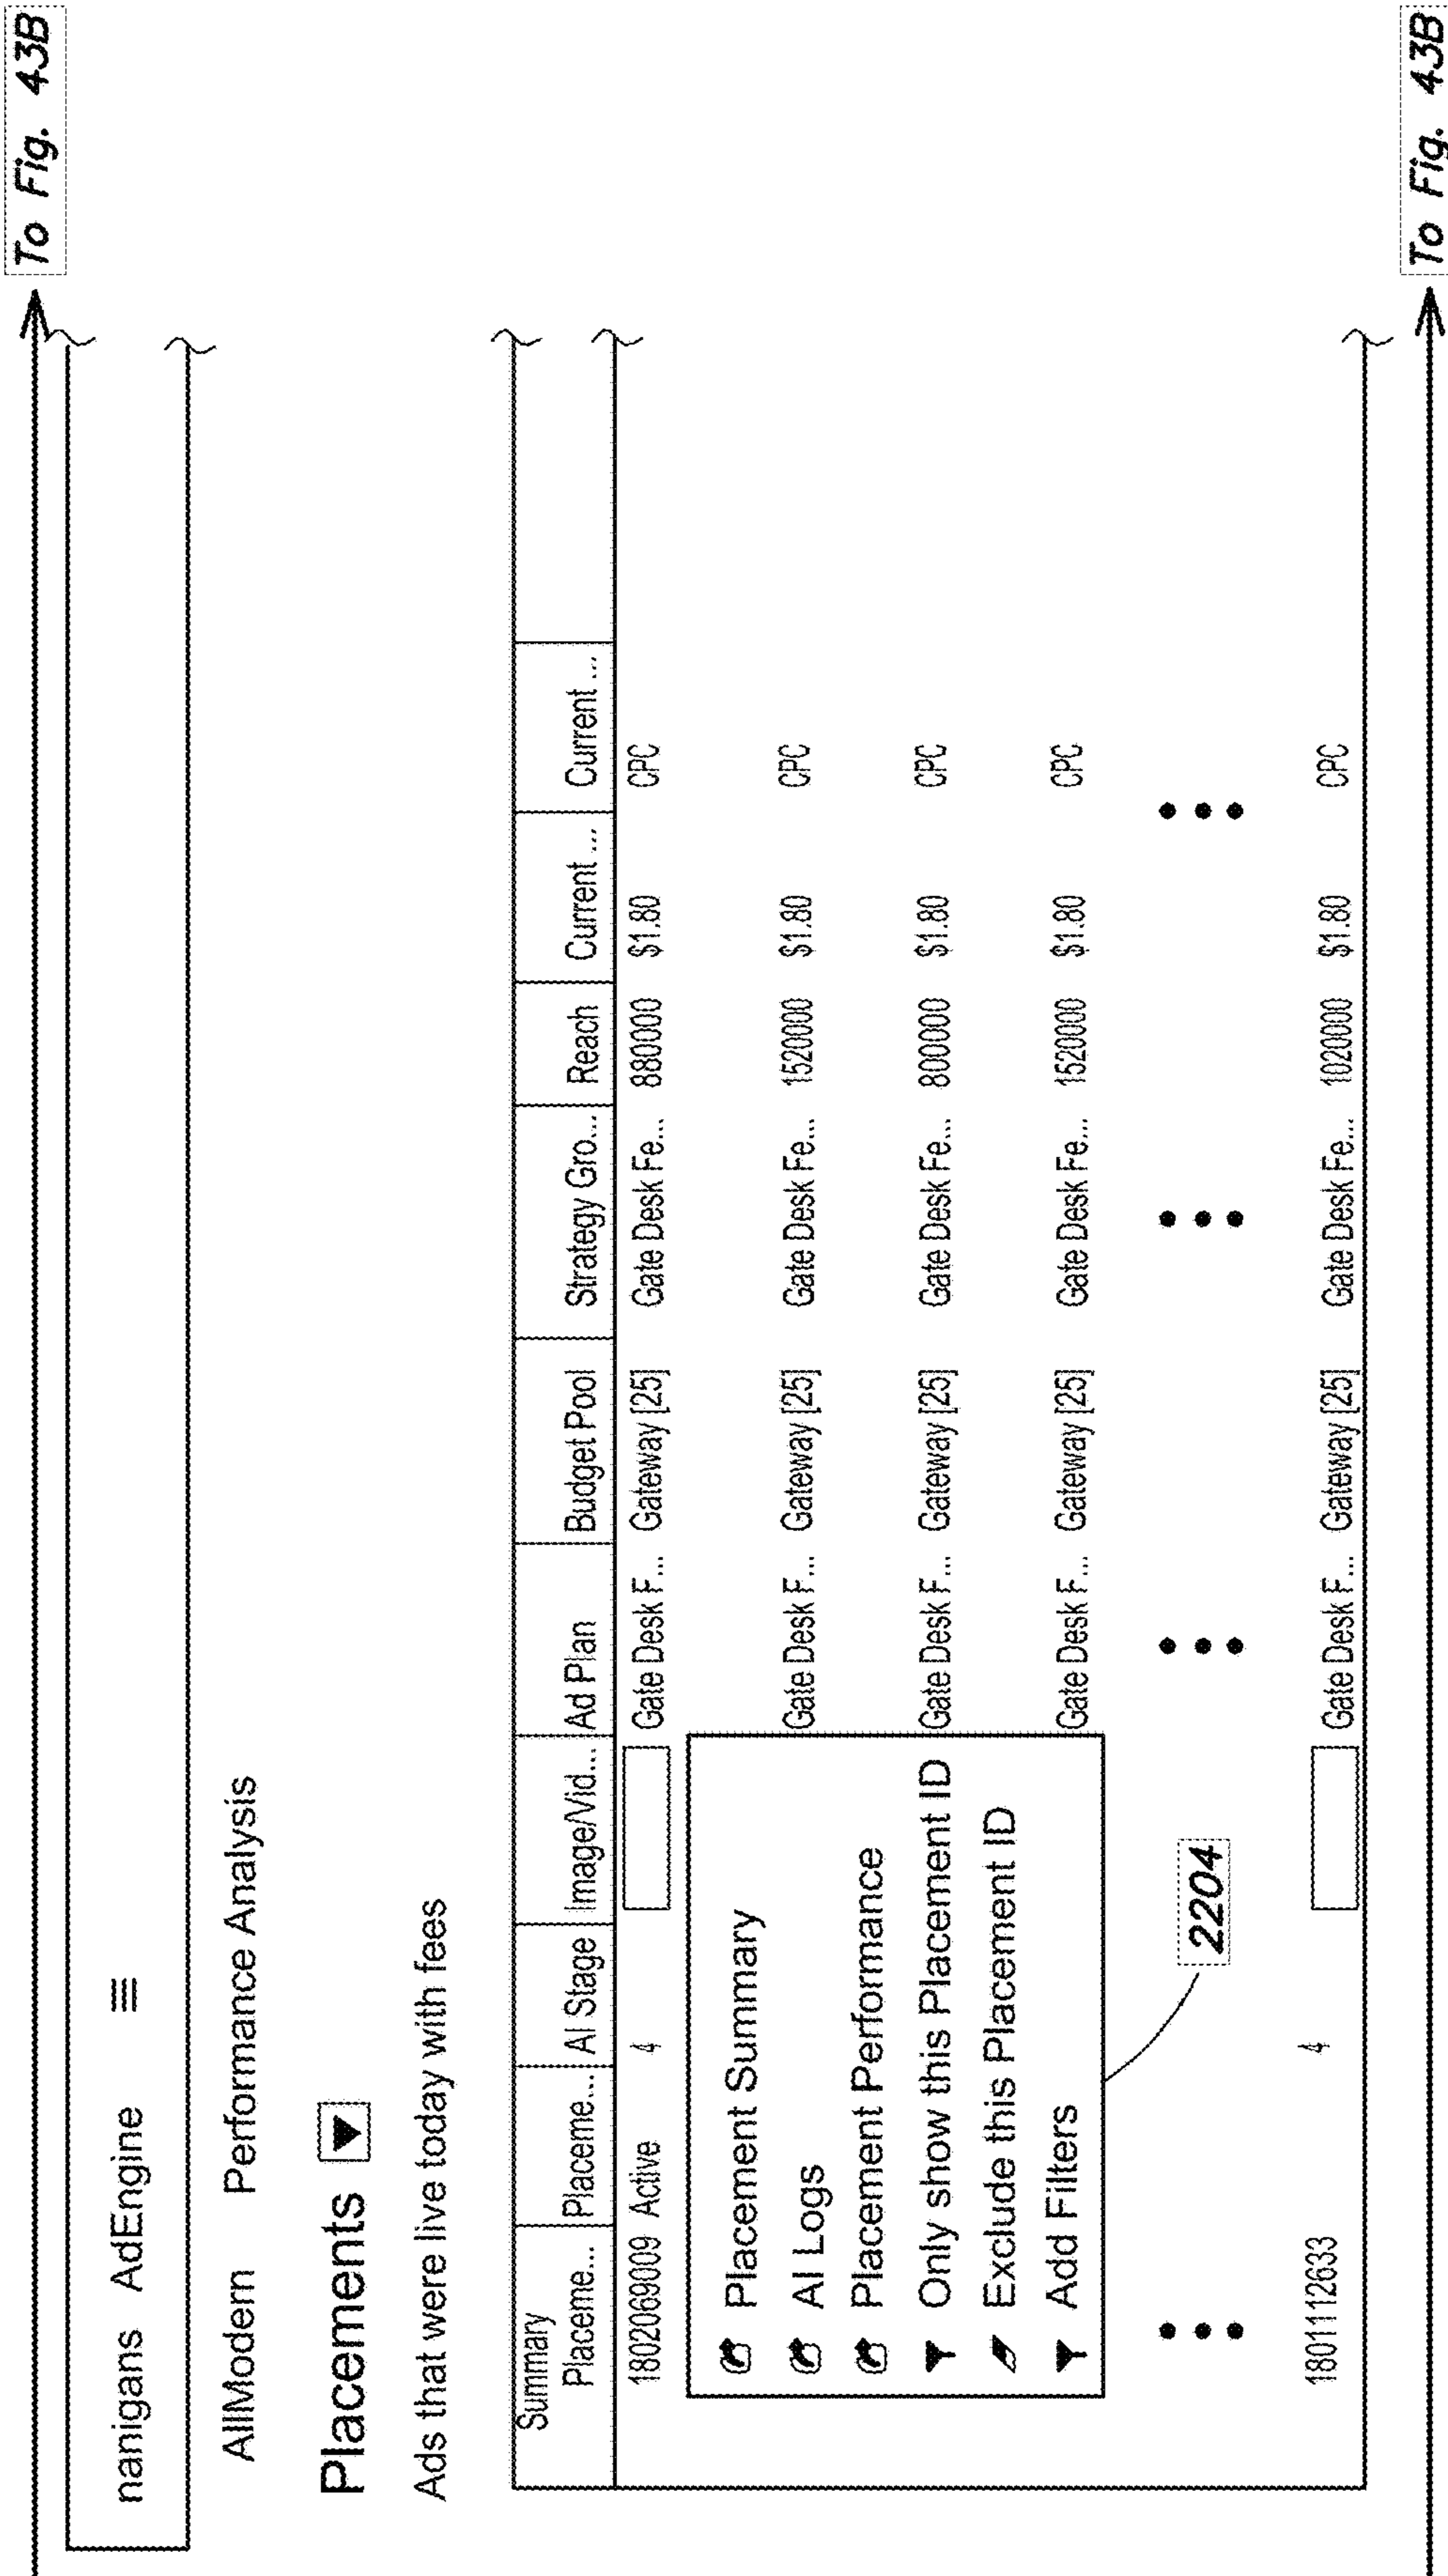 To Fig. 43B
nanigans AdEngine ≡
AllModern Performance Analysis
Placements ▼
Ads that were live today with fees
Summary
Placeme... Placeme... AI Stage Image/Vid... Ad Plan Budget Pool Strategy Gro... Reach Current ... Current ...
1802069009 Active 4 Gate Desk F... Gateway [25] Gate Desk Fe... 880000 $1.80 CPC
Gate Desk F... Gateway [25] Gate Desk Fe... 1520000 $1.80 CPC
Gate Desk F... Gateway [25] Gate Desk Fe... 800000 $1.80 CPC
Gate Desk F... Gateway [25] Gate Desk Fe... 1520000 $1.80 CPC
Placement Summary
AI Logs
Placement Performance
Only show this Placement ID
Exclude this Placement ID
Add Filters
2204
1801112633 4 Gate Desk F... Gateway [25] Gate Desk Fe... 1020000 $1.80 CPC
To Fig. 43B